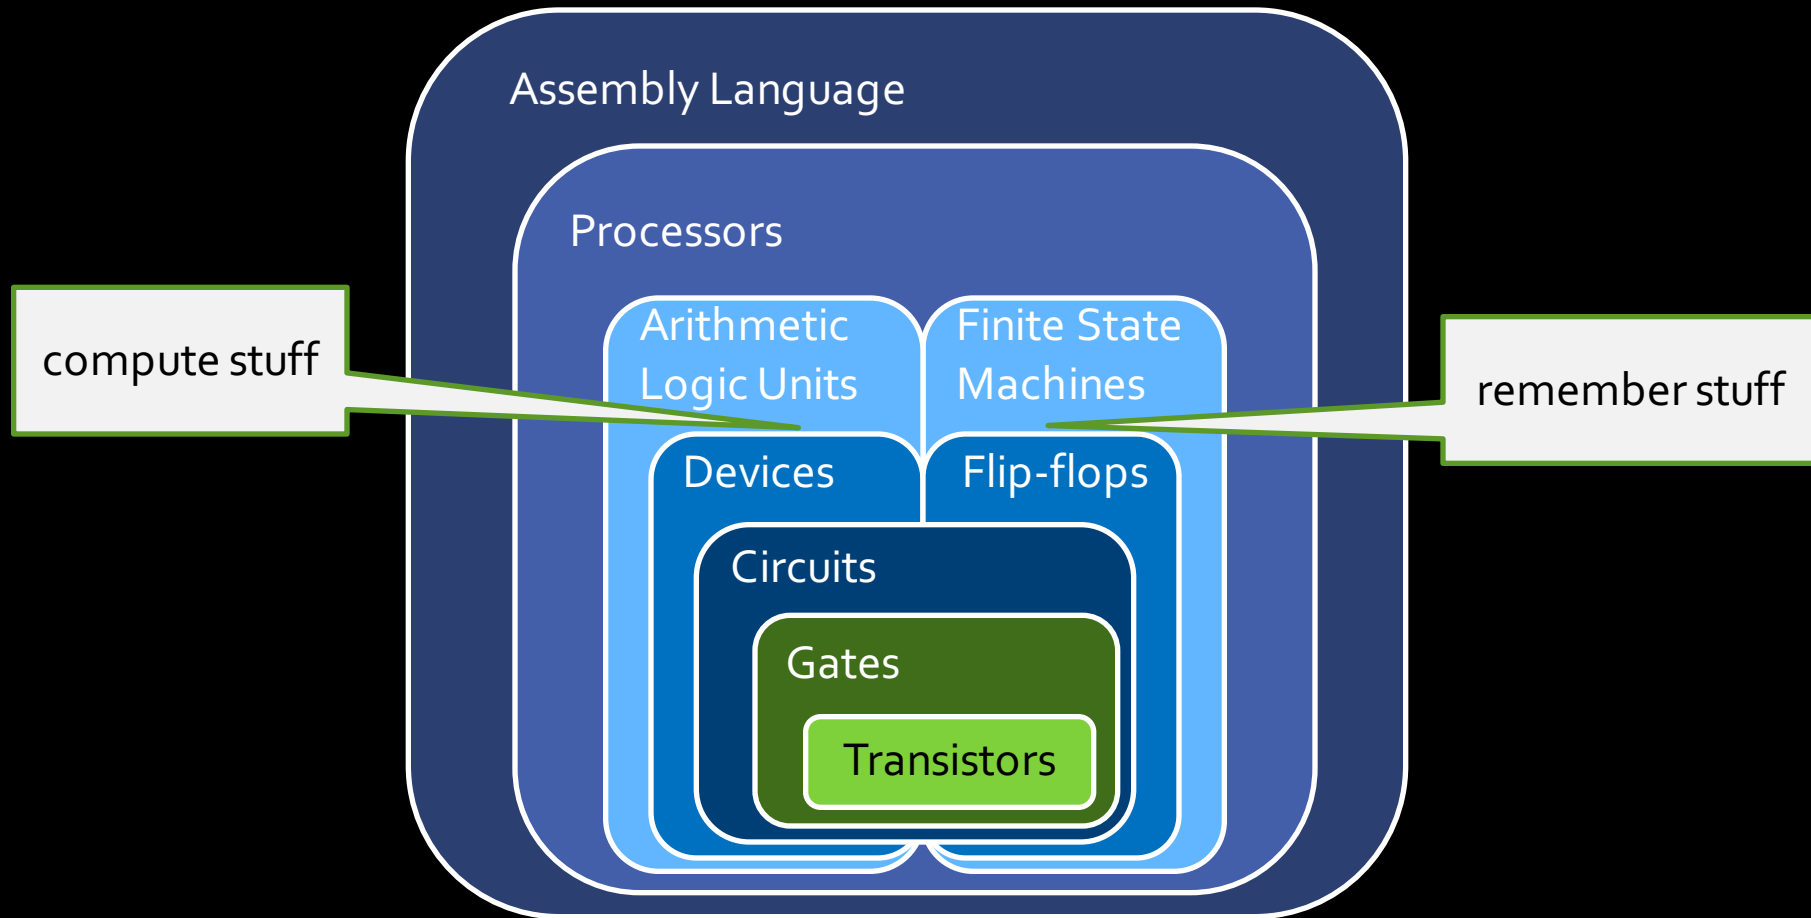 Assembly Language
Processors
compute stuff
Arithmetic
Logic Units
Finite State
Machines
remember stuff
Devices
Flip-flops
Circuits
Gates
Transistors